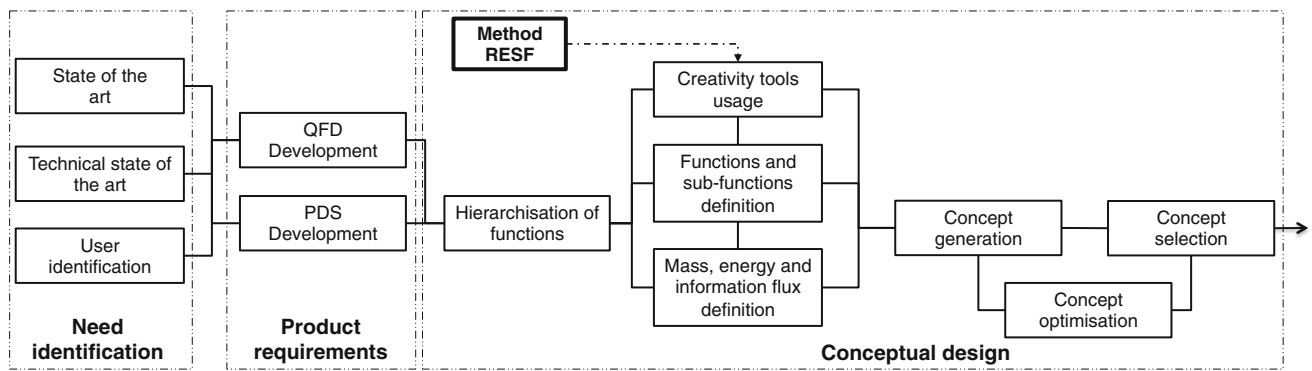 State of the
art
Technical state of
the art
User
identification
Need
identification
QFD
Development
PDS
Development
Product
requirements
Method
RESF
Hierarchisation of
functions
Creativity tools
usage
Functions and
sub-functions
definition
Mass, energy and
information flux
definition
Concept
generation
Concept
selection
Concept
optimisation
Conceptual design